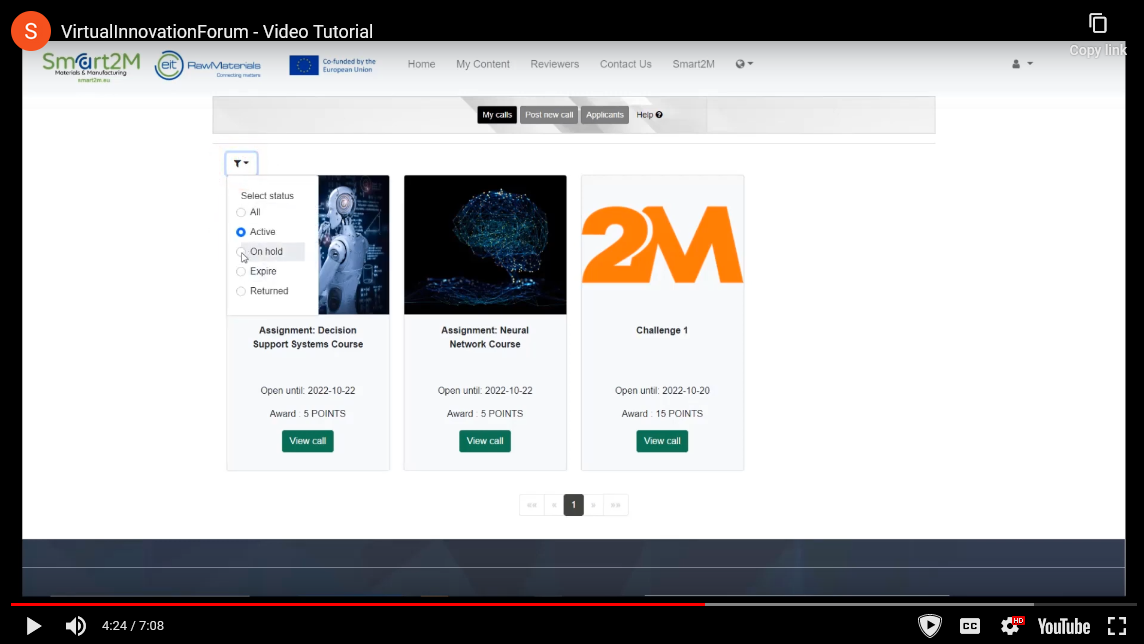 S
VirtualInnovationForum - Video Tutorial
Copy link
Smart2M
Materials & Manufacturing
smart2m.eu
eit RawMaterials
Connecting matters
Co-funded by the
European Union
Home My Content Reviewers Contact Us Smart2M
My calls Post new call Applicants Help
Select status
All
Active
On hold
Expire
Returned
2M
Assignment: Decision
Support Systems Course
Open until: 2022-10-22
Award : 5 POINTS
View call
Assignment: Neural
Network Course
Open until: 2022-10-22
Award : 5 POINTS
View call
Challenge 1
Open until: 2022-10-20
Award : 15 POINTS
View call
«« « 1 » »»
4:24 / 7:08
CC
HD
YouTube